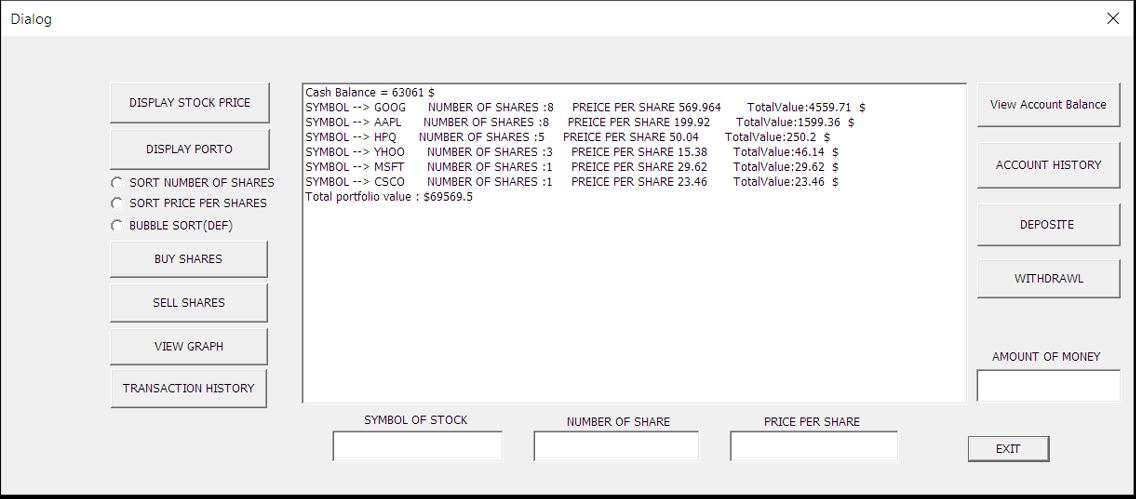 Dialog
DISPLAY STOCK PRICE
DISPLAY PORTO
SORT NUMBER OF SHARES
SORT PRICE PER SHARES
BUBBLE SORT(DEF)
BUY SHARES
SELL SHARES
VIEW GRAPH
TRANSACTION HISTORY
Cash Balance = 63061 $
SYMBOL --> GOOG NUMBER OF SHARES :8 PREICE PER SHARE 569.964 TotalValue:4559.71 $
SYMBOL --> AAPL NUMBER OF SHARES :8 PREICE PER SHARE 199.92 TotalValue:1599.36 $
SYMBOL --> HPQ NUMBER OF SHARES :5 PREICE PER SHARE 50.04 TotalValue:250.2 $
SYMBOL --> YHOO NUMBER OF SHARES :3 PREICE PER SHARE 15.38 TotalValue:46.14 $
SYMBOL --> MSFT NUMBER OF SHARES :1 PREICE PER SHARE 29.62 TotalValue:29.62 $
SYMBOL --> CSCO NUMBER OF SHARES :1 PREICE PER SHARE 23.46 TotalValue:23.46 $
Total portfolio value : $69569.5
View Account Balance
ACCOUNT HISTORY
DEPOSITE
WITHDRAWL
AMOUNT OF MONEY
SYMBOL OF STOCK
NUMBER OF SHARE
PRICE PER SHARE
EXIT